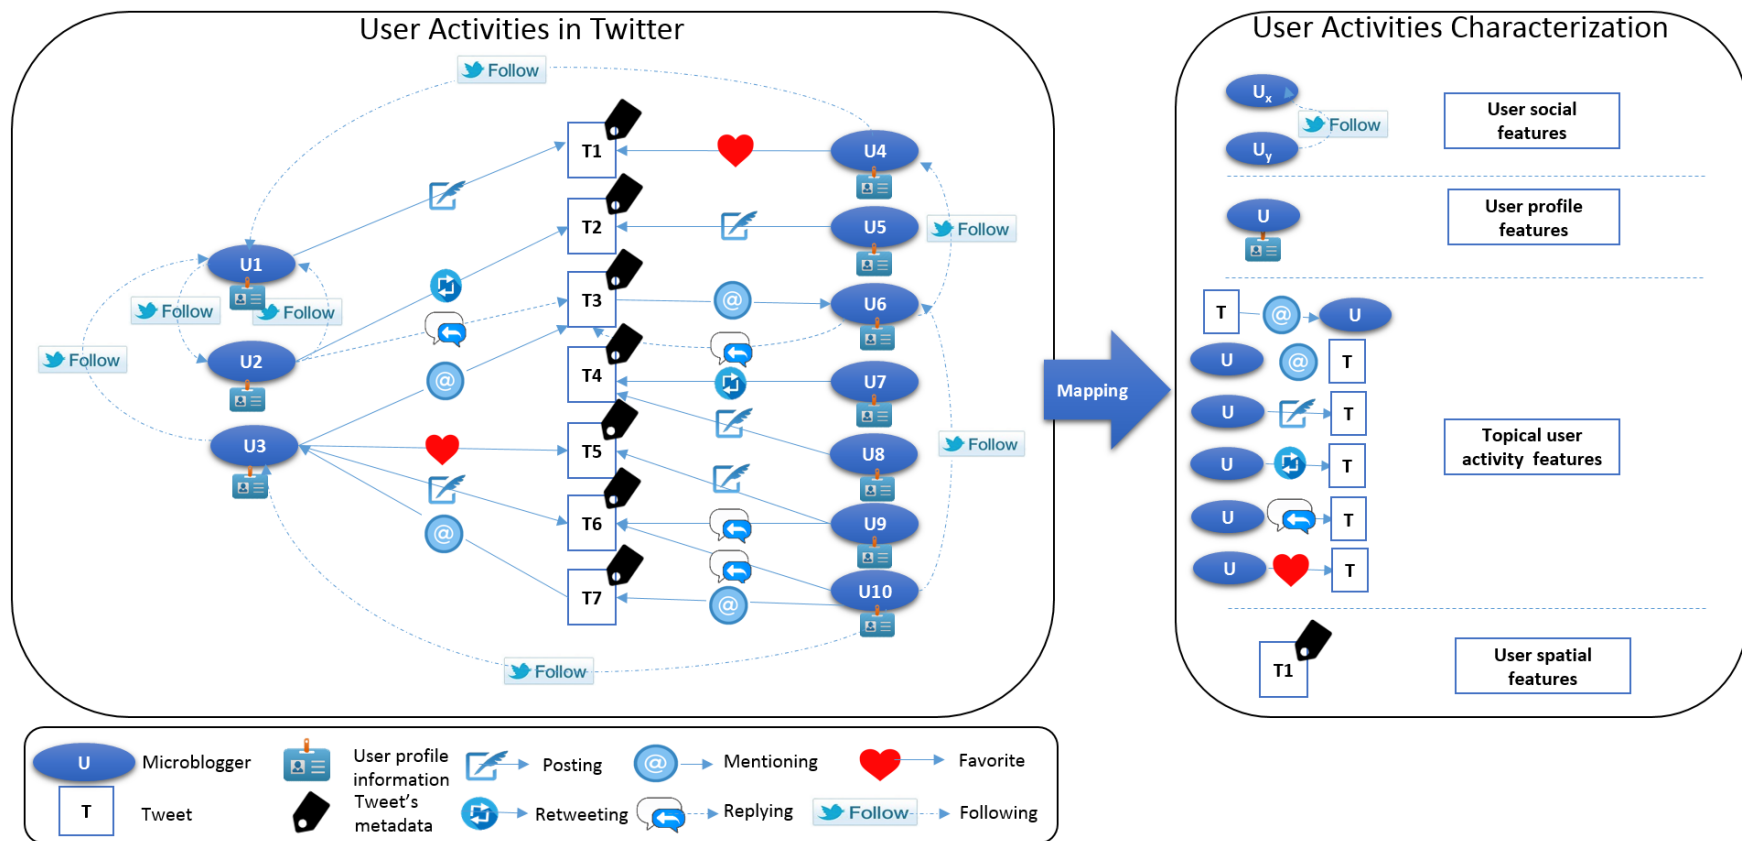 User Activities in Twitter
Follow
T1
U4
T2
U5
Follow
U1
T3
@
U6
Follow
Follow
U2
Follow
@
T4
U7
U3
T5
Follow
U8
@
T6
U9
T7
@
U10
Follow
Mapping
User Activities Characterization
Ux
Follow
Uy
User social
features
U
User profile
features
T
@
U
U
@
T
U
T
U
T
U
T
U
T
Topical user
activity features
T1
User spatial
features
U
Microblogger
User profile
information
Posting
@
Mentioning
Favorite
T
Tweet
Tweet's
metadata
Retweeting
Replying
Follow
Following